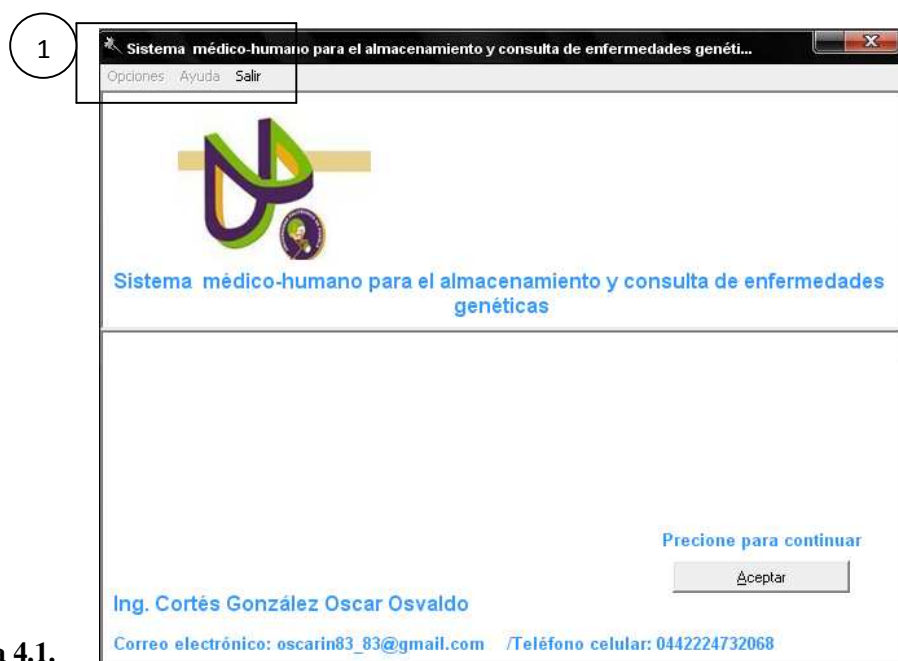 1
Sistema médico-humano para el almacenamiento y consulta de enfermedades genéti...
Opciones Ayuda Salir
Sistema médico-humano para el almacenamiento y consulta de enfermedades
genéticas
Precione para continuar
Aceptar
Ing. Cortés González Oscar Osvaldo
Correo electrónico: oscarin83_83@gmail.com /Teléfono celular: 0442224732068
4.1.